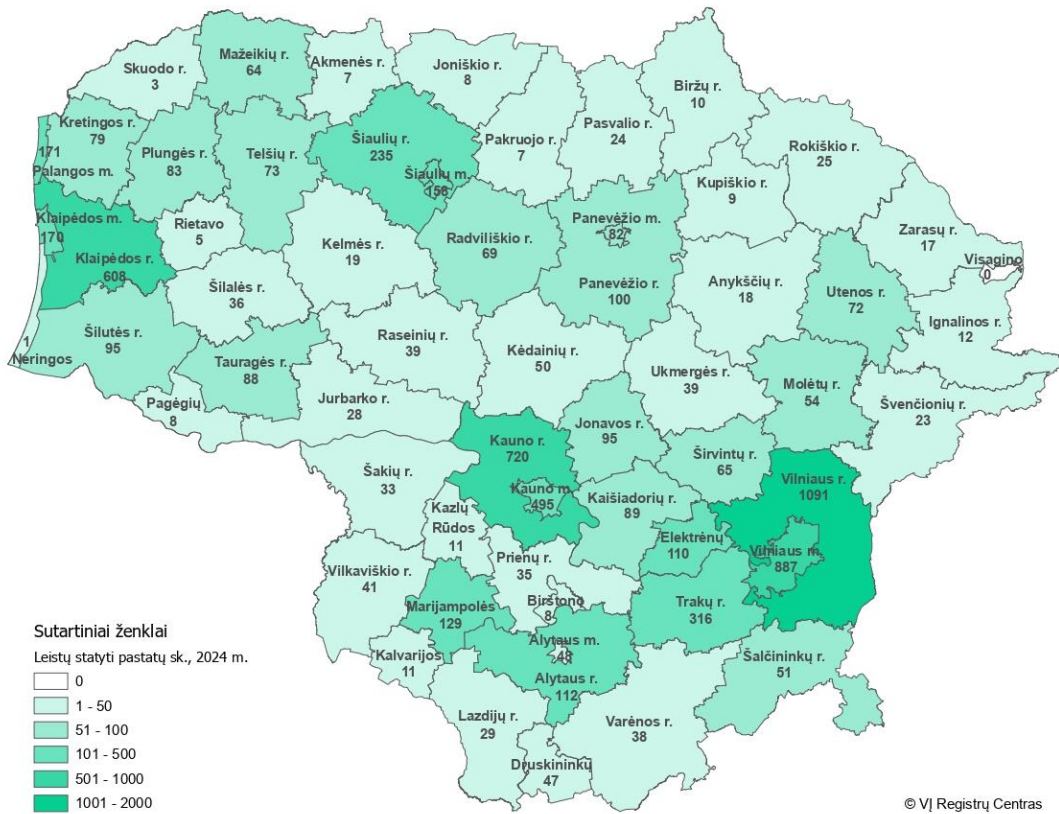 Skuodo r.
3
Mažeikių r.
64
Akmenės r.
7
Joniškio r.
8
Biržų r.
10
Pasvalio r.
24
Pakruojo r.
7
Rokiškio r.
25
Kretingos r.
79
171
Palangos m.
Plungės r.
83
Telšių r.
73
Šiaulių r.
235
Šiaulių m.
158
Kupiškio r.
9
Klaipėdos m.
170
Klaipėdos r.
608
Rietavo
5
Kelmės r.
19
Radviliškio r.
69
Panevėžio m.
82
Panevėžio r.
100
Anykščių r.
18
Zarasų r.
17
Visagino
0
Utenos r.
72
Ignalinos r.
12
Šilalės r.
36
Šilutės r.
95
1
Neringos
Tauragės r.
88
Pagėgių
8
Raseinių r.
39
Kėdainių r.
50
Ukmergės r.
39
Molėtų r.
54
Švenčionių r.
23
Jurbarko r.
28
Jonavos r.
95
Širvintų r.
65
Kauno r.
720
Kauno m.
495
Šakių r.
33
Kaišiadorių r.
89
Vilniaus r.
1091
Vilniaus m.
887
Elektrėnų
110
Kazlų
Rūdos
11
Prienų r.
35
Birštono
8
Vilkaviškio r.
41
Marijampolės
129
Trakų r.
316
Alytaus m.
48
Alytaus r.
112
Kalvarijos
11
Šalčininkų r.
51
Lazdijų r.
29
Varėnos r.
38
Druskininkų
47
Sutartiniai ženklai
Leistų statyti pastatų sk., 2024 m.
0
1 - 50
51 - 100
101 - 500
501 - 1000
1001 - 2000
© VĮ Registrų Centras